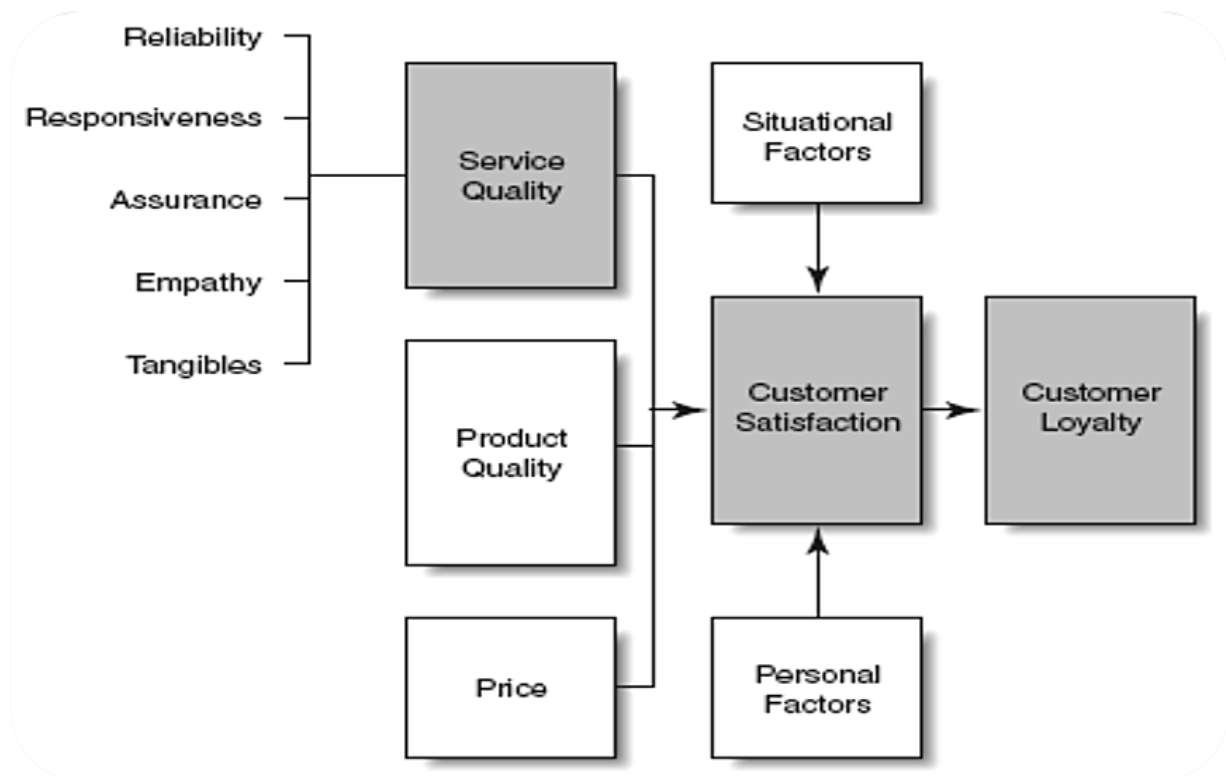 Reliability
Responsiveness
Assurance
Empathy
Tangibles
Service
Quality
Product
Quality
Price
Situational
Factors
Customer
Satisfaction
Personal
Factors
Customer
Loyalty